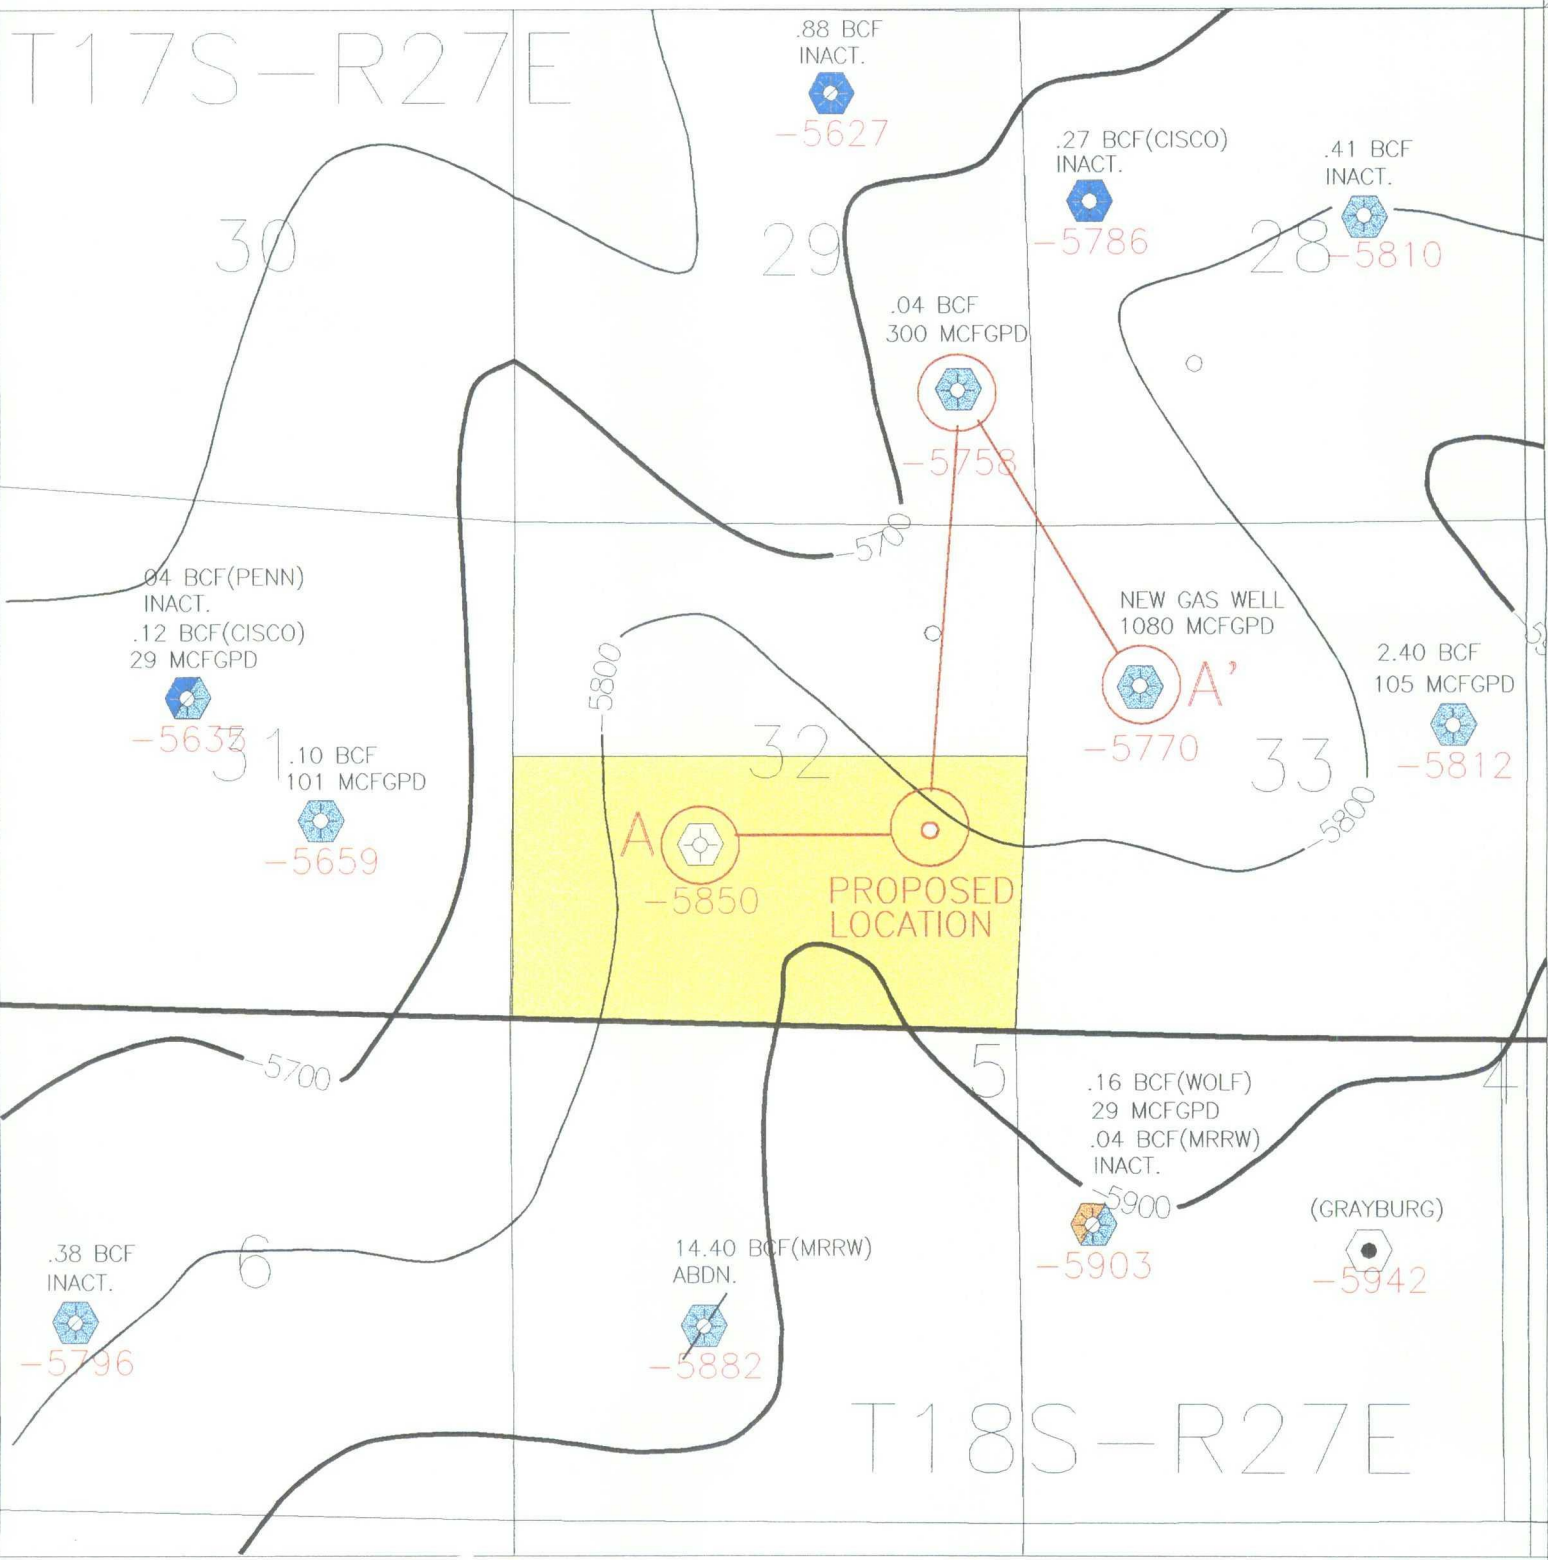 T17S-R27E
.88 BCF
INACT.
-5627
.27 BCF(CISCO)
INACT.
-5786
.41 BCF
INACT.
-5810
30
29
28
.04 BCF
300 MCFGPD
-5758
-5700
.04 BCF(PENN)
INACT.
.12 BCF(CISCO)
29 MCFGPD
-5635
31
.10 BCF
101 MCFGPD
-5659
-5800
32
NEW GAS WELL
1080 MCFGPD
A'
-5770
33
2.40 BCF
105 MCFGPD
-5812
-5800
A
-5850
PROPOSED
LOCATION
-5700
5
4
.16 BCF(WOLF)
29 MCFGPD
.04 BCF(MRRW)
INACT.
-5900
-5903
(GRAYBURG)
-5942
.38 BCF
INACT.
-5796
6
14.40 BCF(MRRW)
ABDN.
-5882
T18S-R27E